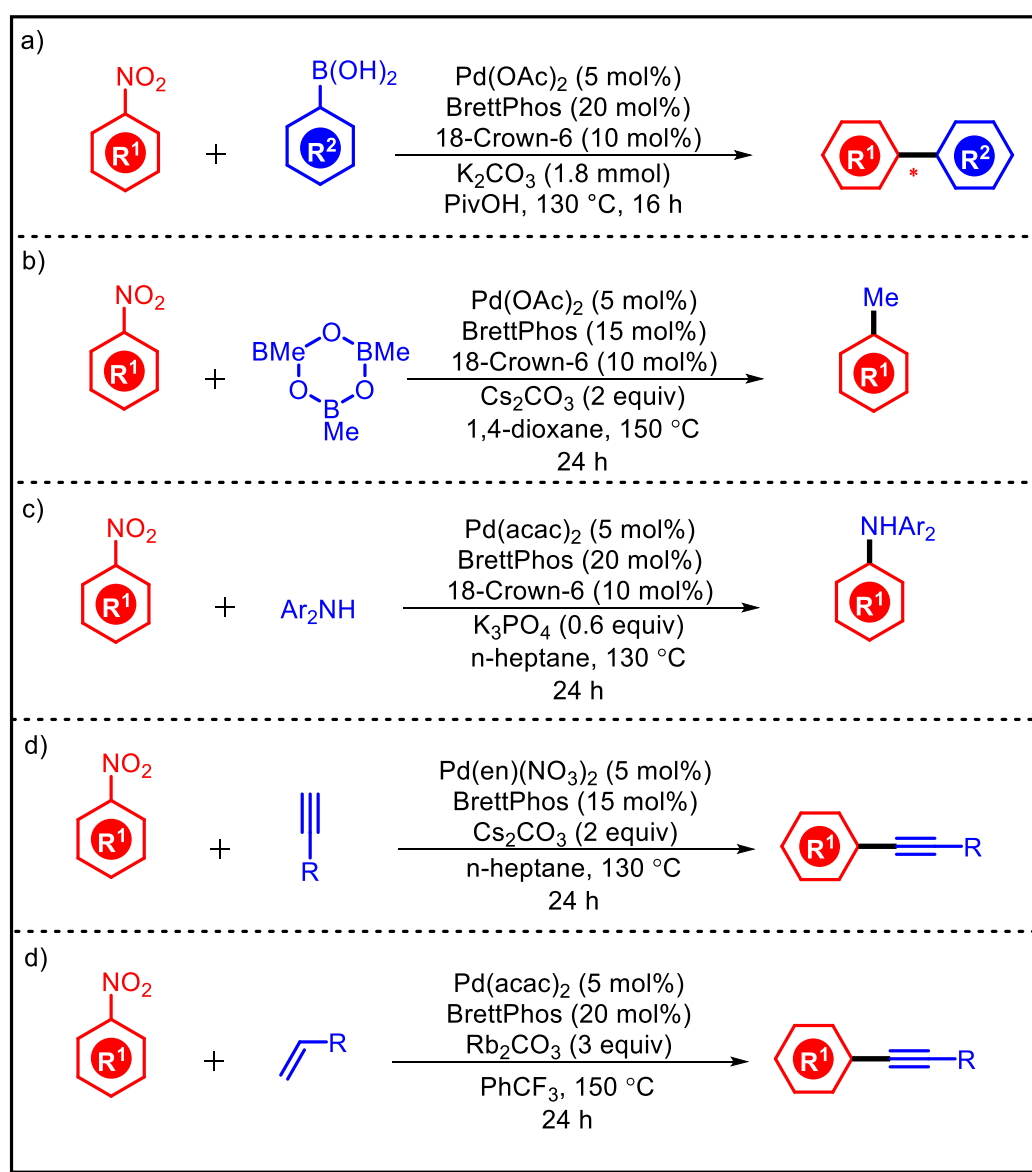 a)
NO₂
R¹
+
B(OH)₂
R²
Pd(OAc)₂ (5 mol%)
BrettPhos (20 mol%)
18-Crown-6 (10 mol%)
K₂CO₃ (1.8 mmol)
PivOH, 130 °C, 16 h
R¹
*
R²
b)
NO₂
R¹
+
O
BMe
BMe
O
O
B
Me
Pd(OAc)₂ (5 mol%)
BrettPhos (15 mol%)
18-Crown-6 (10 mol%)
Cs₂CO₃ (2 equiv)
1,4-dioxane, 150 °C
24 h
Me
R¹
c)
NO₂
R¹
+
Ar₂NH
Pd(acac)₂ (5 mol%)
BrettPhos (20 mol%)
18-Crown-6 (10 mol%)
K₃PO₄ (0.6 equiv)
n-heptane, 130 °C
24 h
NHAr₂
R¹
d)
NO₂
R¹
+
R
Pd(en)(NO₃)₂ (5 mol%)
BrettPhos (15 mol%)
Cs₂CO₃ (2 equiv)
n-heptane, 130 °C
24 h
R¹
R
d)
NO₂
R¹
+
R
Pd(acac)₂ (5 mol%)
BrettPhos (20 mol%)
Rb₂CO₃ (3 equiv)
PhCF₃, 150 °C
24 h
R¹
R